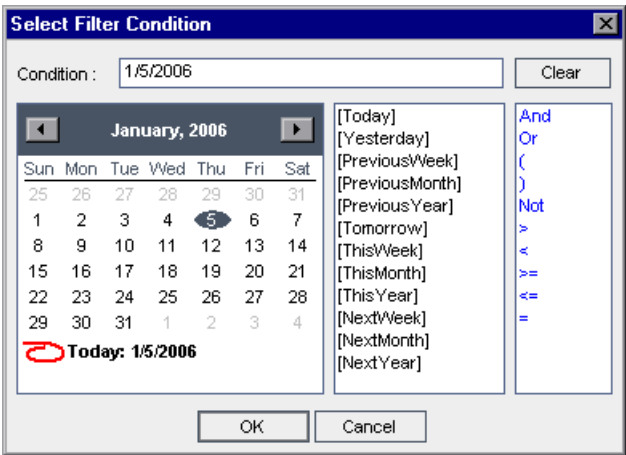 Select Filter Condition
Condition : 1/5/2006 Clear
January, 2006
Sun Mon Tue Wed Thu Fri Sat
25 26 27 28 29 30 31
1 2 3 4 5 6 7
8 9 10 11 12 13 14
15 16 17 18 19 20 21
22 23 24 25 26 27 28
29 30 31 1 2 3 4
Today: 1/5/2006
[Today]
[Yesterday]
[PreviousWeek]
[PreviousMonth]
[PreviousYear]
[Tomorrow]
[ThisWeek]
[ThisMonth]
[ThisYear]
[NextWeek]
[NextMonth]
[NextYear]
And
Or
(
)
Not
>
<
>=
<=
=
OK Cancel